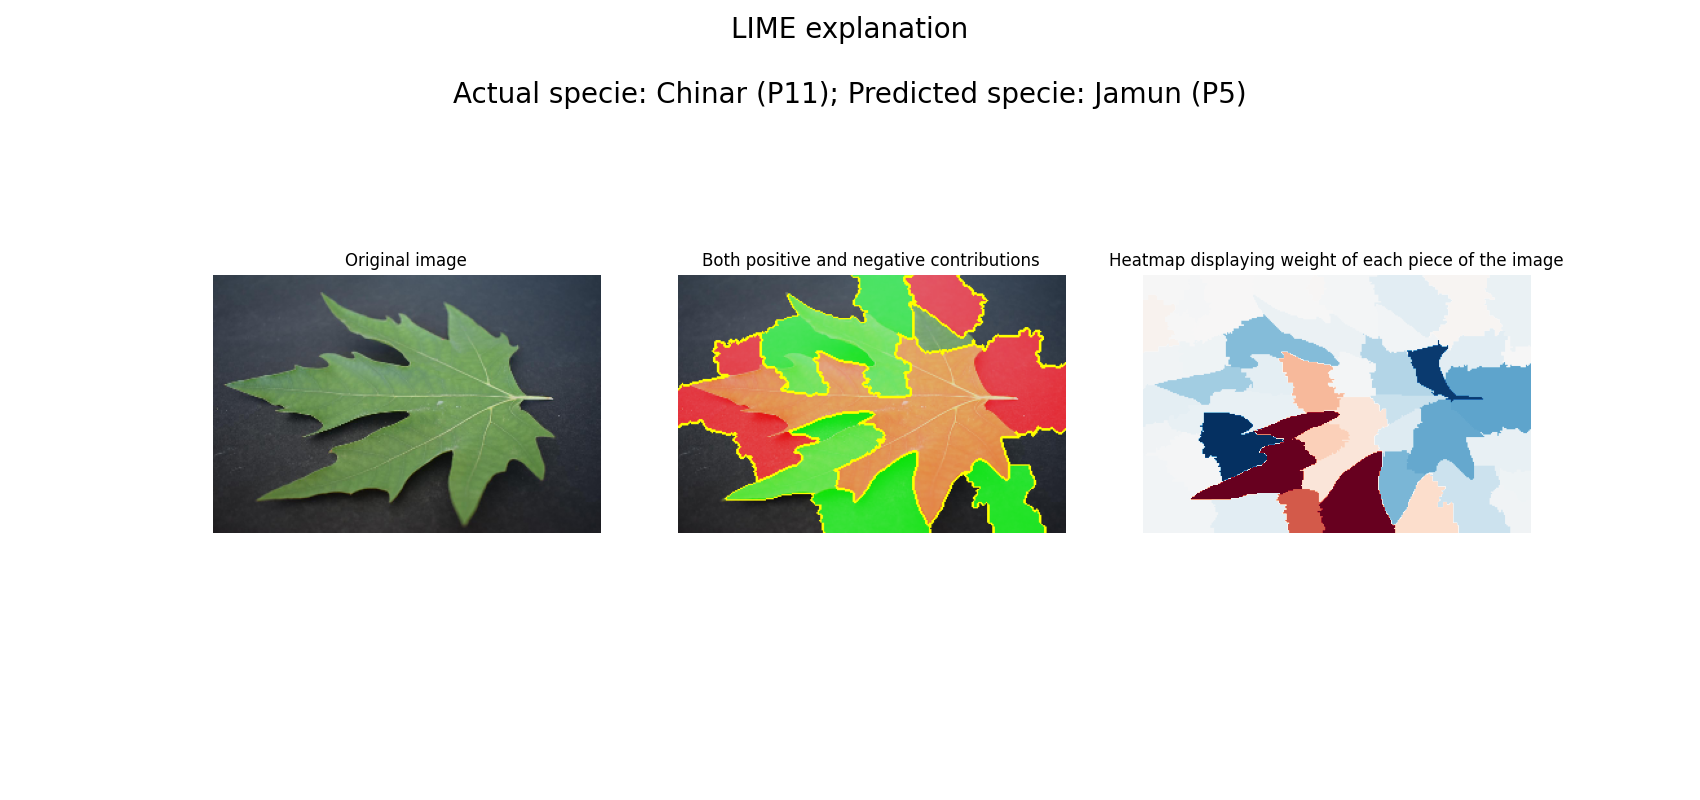 LIME explanation
Actual specie: Chinar (P11); Predicted specie: Jamun (P5)
Original image
Both positive and negative contributions
Heatmap displaying weight of each piece of the image